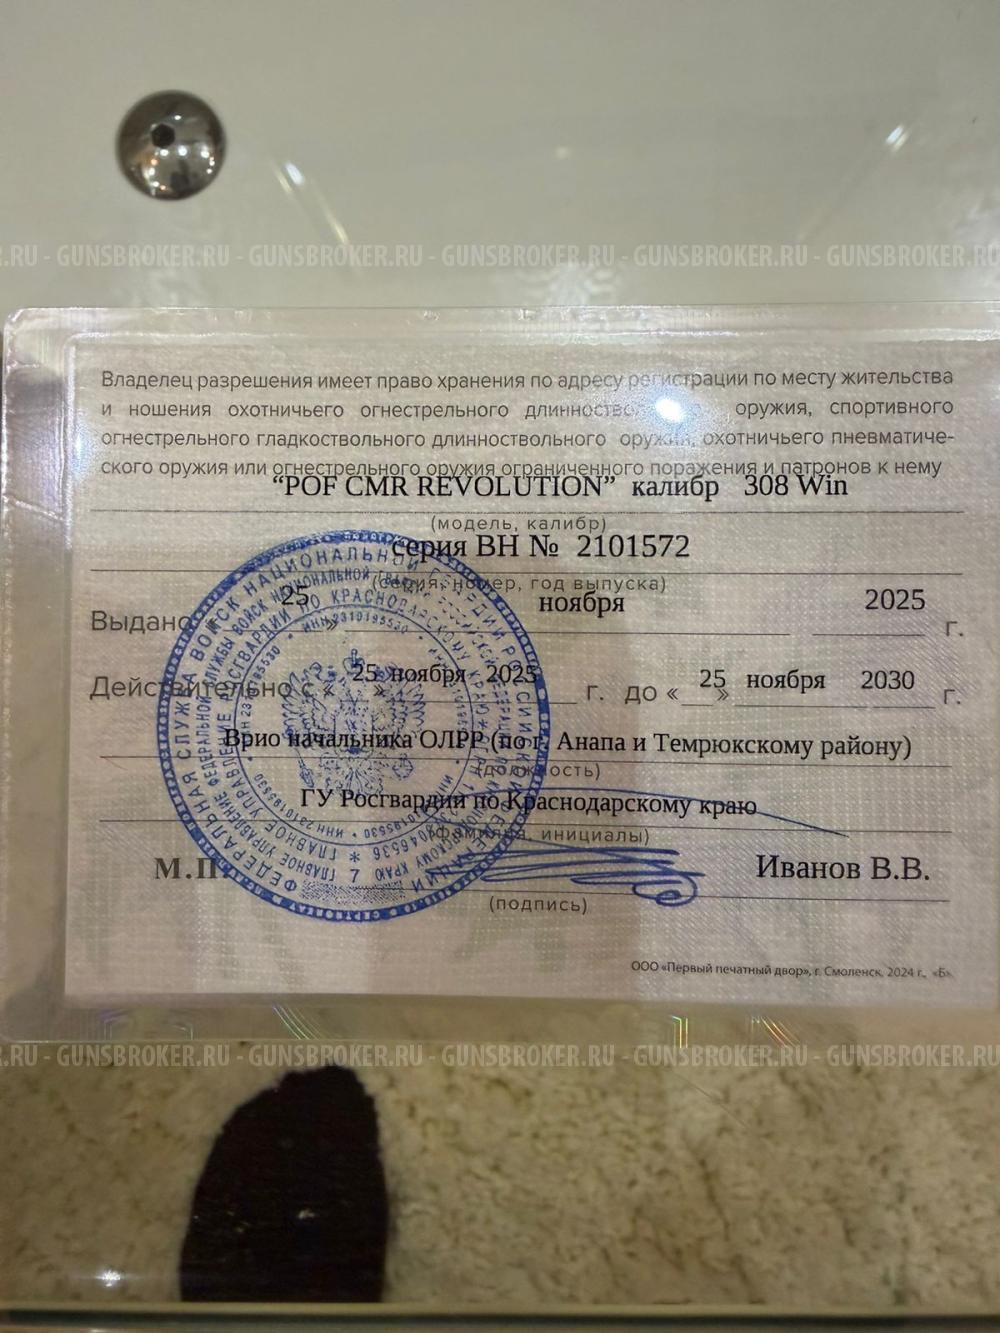 .RU - GUNSBROKER.RU - GUNSBROKER.RU - GUNSBROKER.RU - GUNSBROKER.RU - GUNSBROKER.RU
Владелец разрешения имеет право хранения по адресу регистрации по месту жительства
и ношения охотничьего огнестрельного оружия, спортивного
огнестрельного гладкоствольного длинноствольного оружия, охотничьего пневматиче-
ского оружия или огнестрельного оружия ограниченного поражения и патронов к нему
“POF CMR REVOLUTION” калибр 308 Win
(модель, калибр)
серия ВН № 2101572
(серия, номер, год выпуска)
Выдано « 25 » ноября 2025 г.
Действительно с « 25 » ноября 2025 г. до « 25 » ноября 2030 г.
Врио начальника ОЛРР (по г. Анапа и Темрюкскому району)
(должность)
ГУ Росгвардии по Краснодарскому краю
(фамилия, инициалы)
М.П. Иванов В.В.
(подпись)
ООО «Первый печатный двор», г. Смоленск, 2024 г., «Б»
.RU - GUNSBROKER.RU - GUNSBROKER.RU - GUNSBROKER.RU - GUNSBROKER.RU - GUNSBROKER.RU